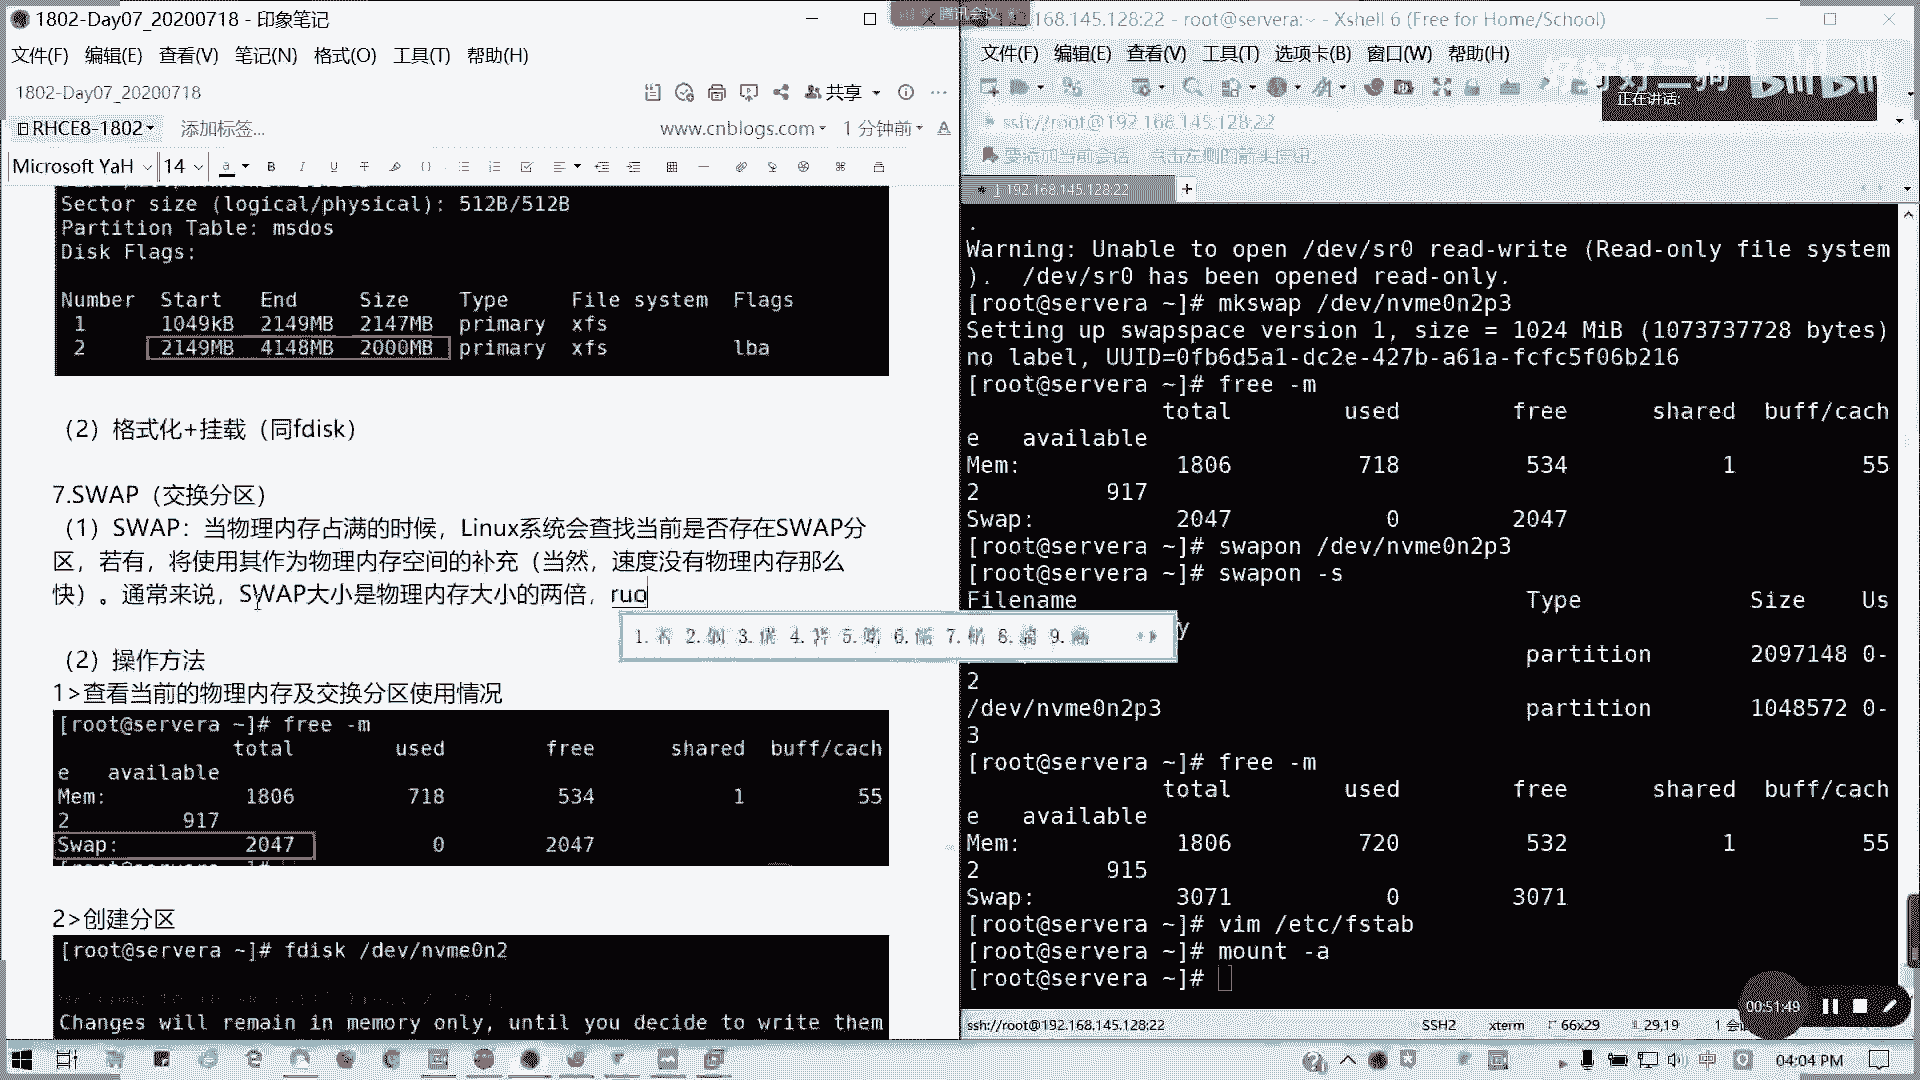 1802-Day07_20200718 - 印象笔记
文件(F) 编辑(E) 查看(V) 笔记(N) 格式(O) 工具(T) 帮助(H)
1802-Day07_20200718
共享
RHCE8-1802
添加标签...
www.cnblogs.com
1 分钟前
Microsoft YaH 14
Sector size (logical/physical): 512B/512B
Partition Table: msdos
Disk Flags:
Number Start End Size Type File system Flags
1 1049kB 2149MB 2147MB primary xfs
2 2149MB 4148MB 2000MB primary xfs lba
（2）格式化+挂载（同fdisk）
7.SWAP（交换分区）
（1）SWAP：当物理内存占满的时候，Linux系统会查找当前是否存在SWAP分
区，若有，将使用其作为物理内存空间的补充（当然，速度没有物理内存那么
快）。通常来说，SWAP大小是物理内存大小的两倍，ruo
（2）操作方法
1>查看当前的物理内存及交换分区使用情况
[root@servera ~]# free -m
total used free shared buff/cach
e available
Mem: 1806 718 534 1 55
2 917
Swap: 2047 0 2047
2>创建分区
[root@servera ~]# fdisk /dev/nvme0n2
Changes will remain in memory only, until you decide to write them
192.168.145.128:22 - root@servera:~ - Xshell 6 (Free for Home/School)
文件(F) 编辑(E) 查看(V) 工具(T) 选项卡(B) 窗口(W) 帮助(H)
正在讲话:
ssh://root@192.168.145.128:22
要添加当前会话，点击左侧的箭头按钮。
1 192.168.145.128:22
.
Warning: Unable to open /dev/sr0 read-write (Read-only file system
). /dev/sr0 has been opened read-only.
[root@servera ~]# mkswap /dev/nvme0n2p3
Setting up swapspace version 1, size = 1024 MiB (1073737728 bytes)
no label, UUID=0fb6d5a1-dc2e-427b-a61a-fcfc5f06b216
[root@servera ~]# free -m
total used free shared buff/cach
e available
Mem: 1806 718 534 1 55
2 917
Swap: 2047 0 2047
[root@servera ~]# swapon /dev/nvme0n2p3
[root@servera ~]# swapon -s
Filename Type Size Us
y
partition 2097148 0-
2
/dev/nvme0n2p3 partition 1048572 0-
3
[root@servera ~]# free -m
total used free shared buff/cach
e available
Mem: 1806 720 532 1 55
2 915
Swap: 3071 0 3071
[root@servera ~]# vim /etc/fstab
[root@servera ~]# mount -a
[root@servera ~]#
00:51:49
ssh://root@192.168.145.128:22 SSH2 xterm 66x29 29,19
04:04 PM